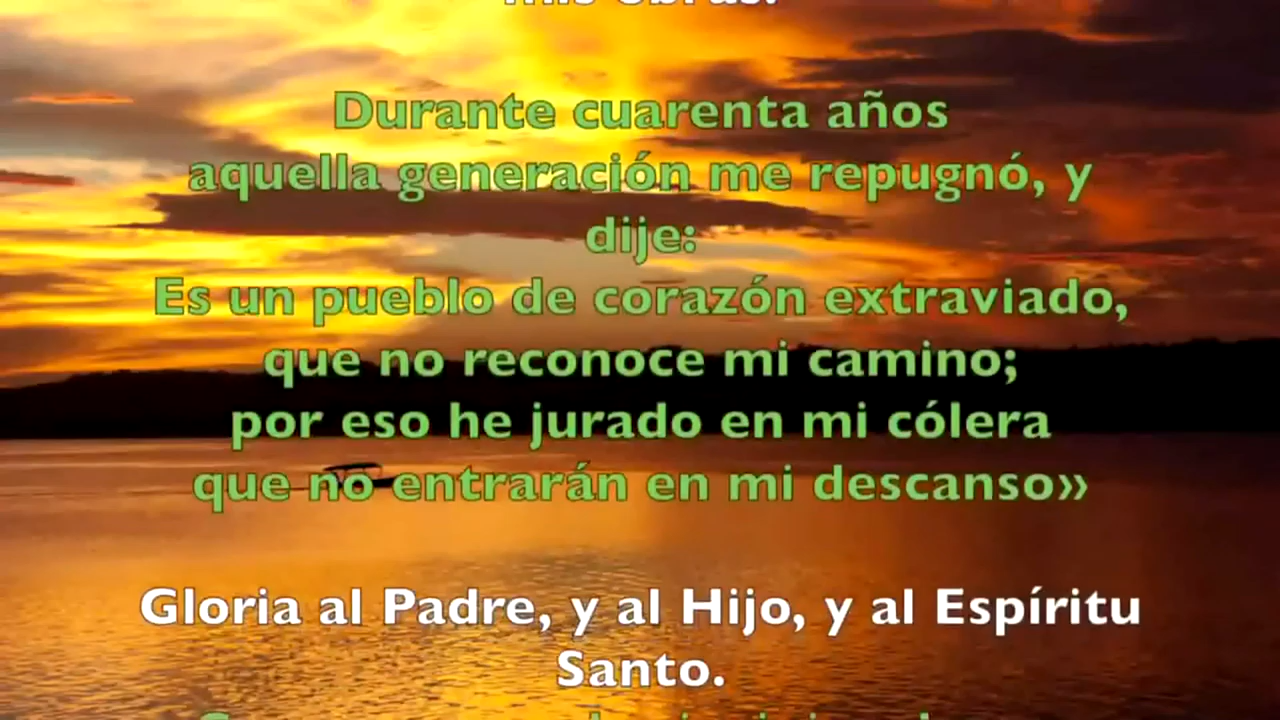 mis obras.
Durante cuarenta años
aquella generación me repugnó, y
dije:
Es un pueblo de corazón extraviado,
que no reconoce mi camino;
por eso he jurado en mi cólera
que no entrarán en mi descanso»
Gloria al Padre, y al Hijo, y al Espíritu
Santo.